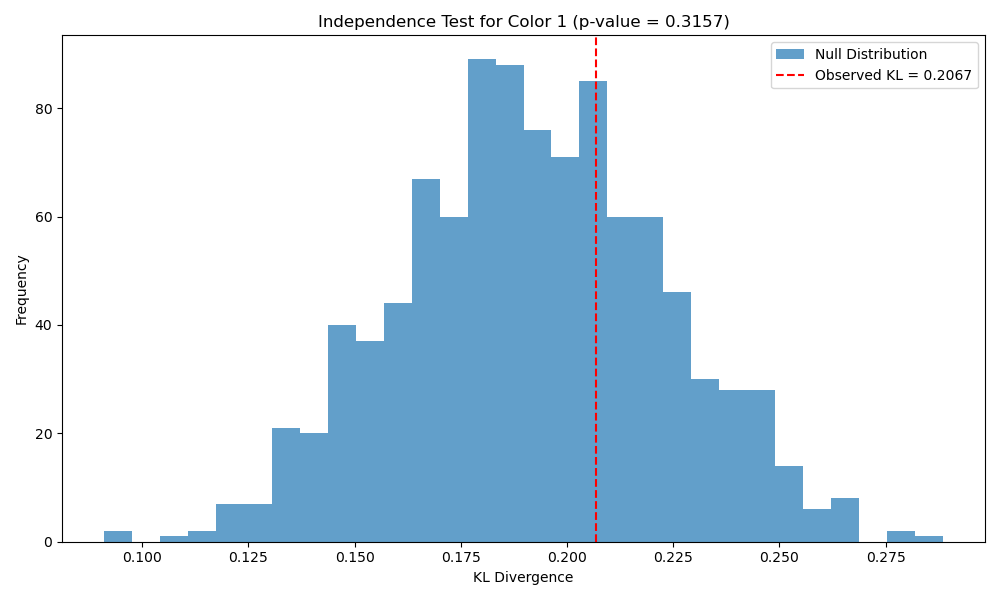 Independence Test for Color 1 (p-value = 0.3157)
Null Distribution
Observed KL = 0.2067
Frequency
80
60
40
20
0
0.100 0.125 0.150 0.175 0.200 0.225 0.250 0.275
KL Divergence